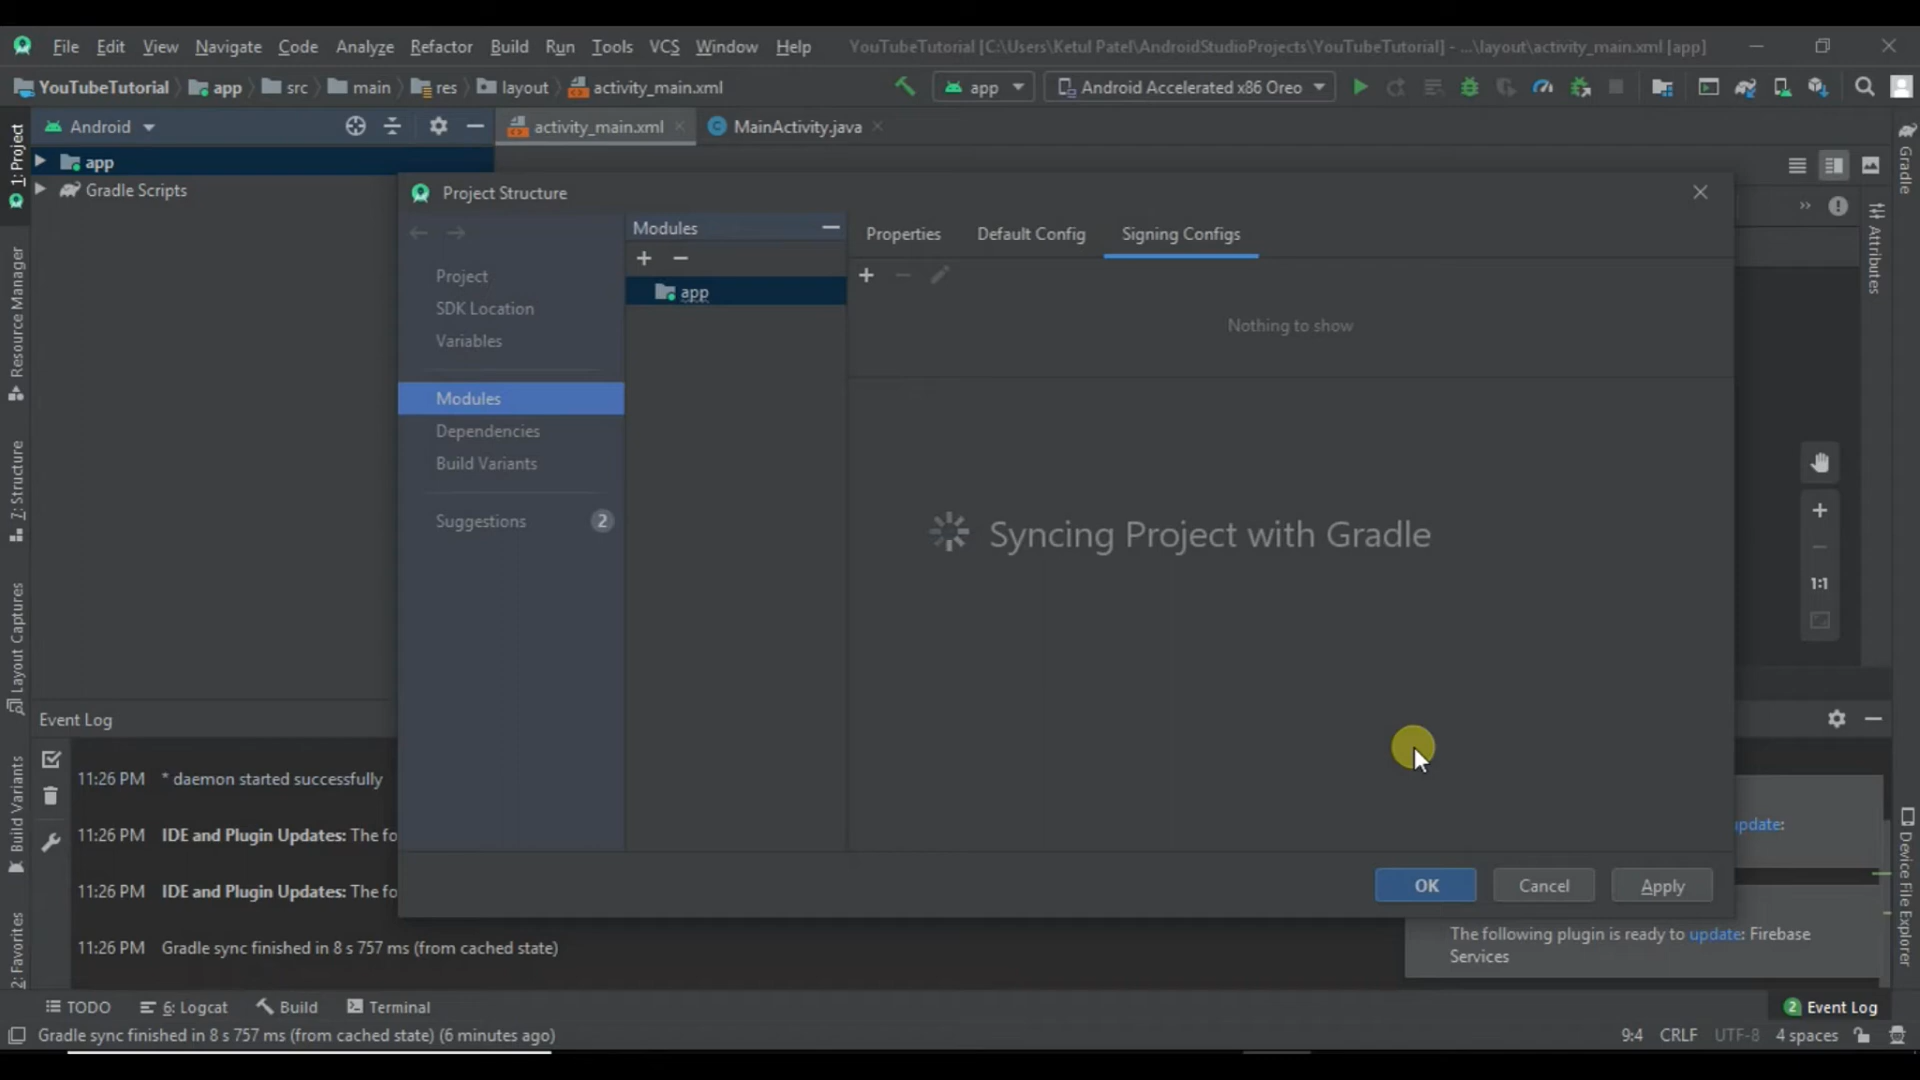 File Edit View Navigate Code Analyze Refactor Build Run Tools VCS Window Help YouTubeTutorial [C:\Users\Ketul Patel\AndroidStudioProjects\YouTubeTutorial] - ...\layout\activity_main.xml [app]
YouTubeTutorial app src main res layout activity_main.xml app Android Accelerated x86 Oreo
Android activity_main.xml MainActivity.java
1: Project
app
Gradle Scripts
Resource Manager
7: Structure
Layout Captures
Build Variants
2: Favorites
Gradle
Attributes
Device File Explorer
Project Structure
Project
SDK Location
Variables
Modules
Dependencies
Build Variants
Suggestions 2
Modules
app
Properties Default Config Signing Configs
Nothing to show
Syncing Project with Gradle
OK Cancel Apply
1:1
Event Log
11:26 PM * daemon started successfully
11:26 PM IDE and Plugin Updates: The fo
11:26 PM IDE and Plugin Updates: The fo
11:26 PM Gradle sync finished in 8 s 757 ms (from cached state)
update:
The following plugin is ready to update: Firebase
Services
TODO 6: Logcat Build Terminal 2 Event Log
Gradle sync finished in 8 s 757 ms (from cached state) (6 minutes ago) 9:4 CRLF UTF-8 4 spaces